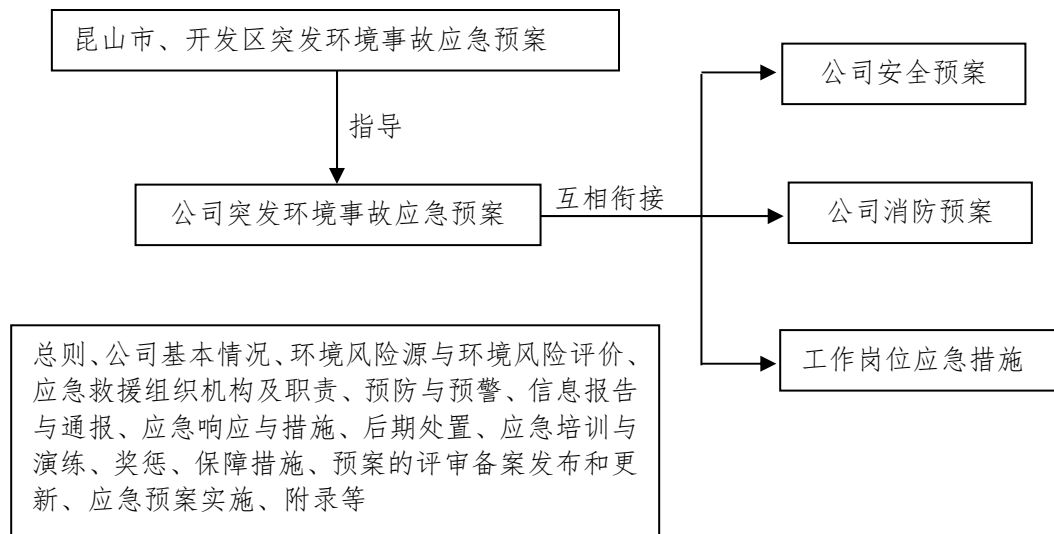 昆山市、开发区突发环境事故应急预案
公司安全预案
指导
公司突发环境事故应急预案
互相衔接
公司消防预案
总则、公司基本情况、环境风险源与环境风险评价、
应急救援组织机构及职责、预防与预警、信息报告
与通报、应急响应与措施、后期处置、应急培训与
演练、奖惩、保障措施、预案的评审备案发布和更
新、应急预案实施、附录等
工作岗位应急措施